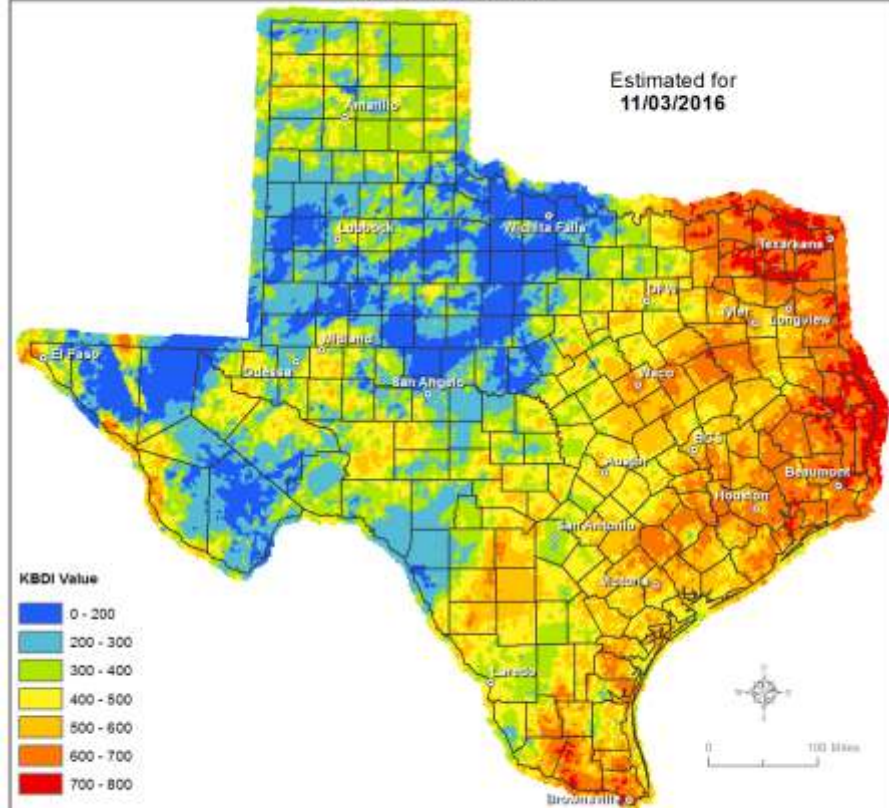 Estimated for
11/03/2016
Amarillo
Lubbock
Wichita Falls
Texarkana
DFW
Tyler
Longview
El Paso
Midland
Odessa
San Angelo
Waco
BCS
Austin
Beaumont
Houston
San Antonio
Victoria
Laredo
Brownsville
KBDI Value
0 - 200
200 - 300
300 - 400
400 - 500
500 - 600
600 - 700
700 - 800
0 100 Miles